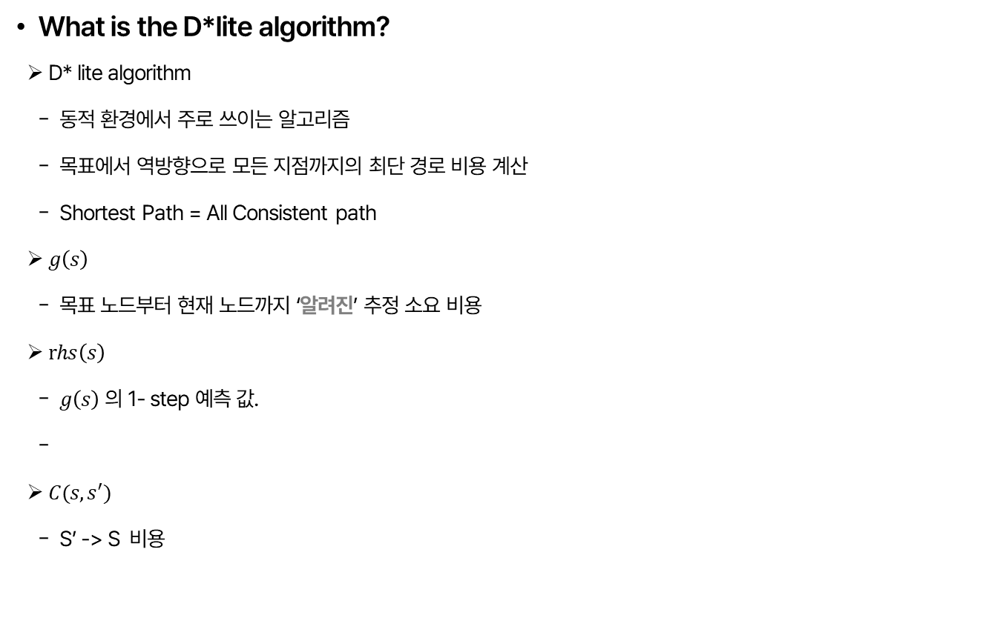 • What is the D*lite algorithm?
➢ D* lite algorithm
− 동적 환경에서 주로 쓰이는 알고리즘
− 목표에서 역방향으로 모든 지점까지의 최단 경로 비용 계산
− Shortest Path = All Consistent path
➢ g(s)
− 목표 노드부터 현재 노드까지 ‘알려진’ 추정 소요 비용
➢ rhs(s)
− g(s) 의 1- step 예측 값.
−
➢ C(s,s′)
− S’ -> S 비용